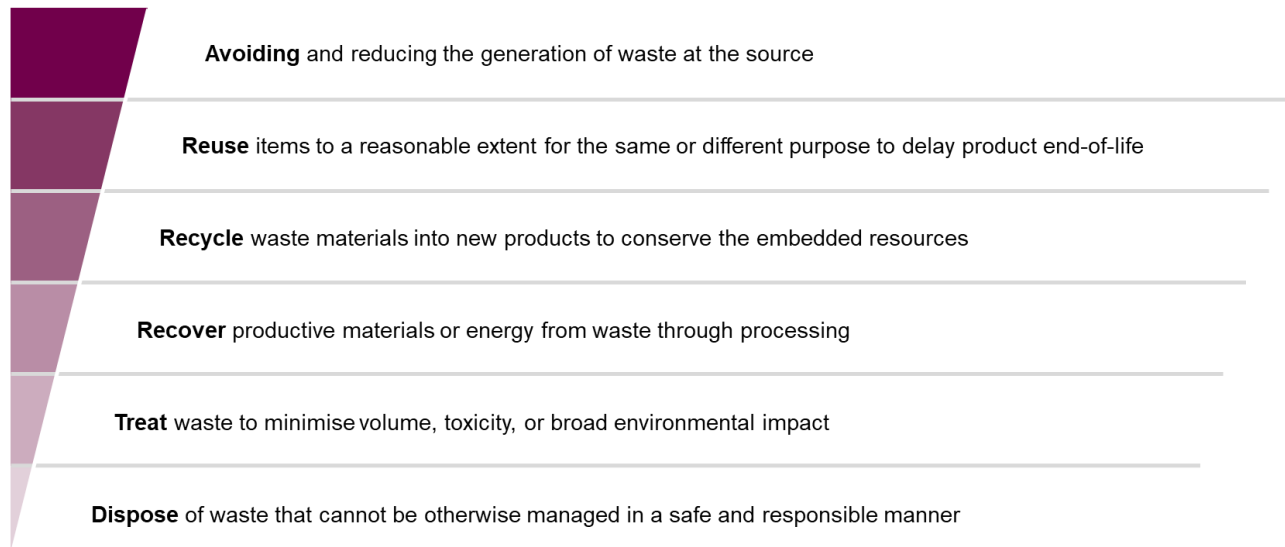 Avoiding and reducing the generation of waste at the source
Reuse items to a reasonable extent for the same or different purpose to delay product end-of-life
Recycle waste materials into new products to conserve the embedded resources
Recover productive materials or energy from waste through processing
Treat waste to minimise volume, toxicity, or broad environmental impact
Dispose of waste that cannot be otherwise managed in a safe and responsible manner